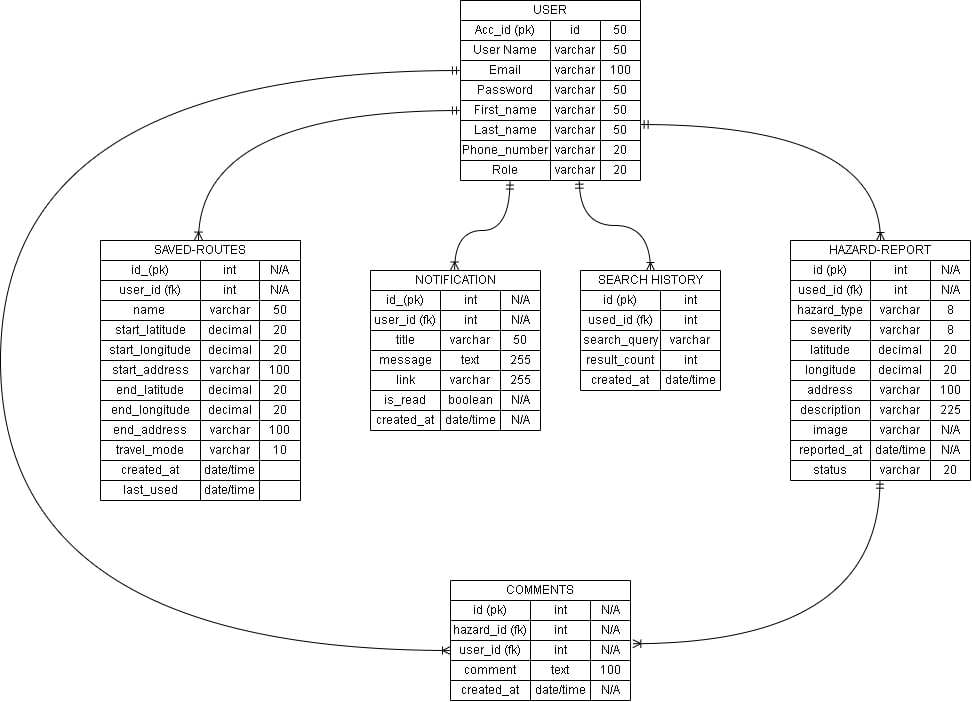 USER
Acc_id (pk) id 50
User Name varchar 50
Email varchar 100
Password varchar 50
First_name varchar 50
Last_name varchar 50
Phone_number varchar 20
Role varchar 20
SAVED-ROUTES
id_(pk) int N/A
user_id (fk) int N/A
name varchar 50
start_latitude decimal 20
start_longitude decimal 20
start_address varchar 100
end_latitude decimal 20
end_longitude decimal 20
end_address varchar 100
travel_mode varchar 10
created_at date/time
last_used date/time
NOTIFICATION
id_(pk) int N/A
user_id (fk) int N/A
title varchar 50
message text 255
link varchar 255
is_read boolean N/A
created_at date/time N/A
SEARCH HISTORY
id (pk) int
used_id (fk) int
search_query varchar
result_count int
created_at date/time
HAZARD-REPORT
id (pk) int N/A
used_id (fk) int N/A
hazard_type varchar 8
severity varchar 8
latitude decimal 20
longitude decimal 20
address varchar 100
description varchar 225
image varchar N/A
reported_at date/time N/A
status varchar 20
COMMENTS
id (pk) int N/A
hazard_id (fk) int N/A
user_id (fk) int N/A
comment text 100
created_at date/time N/A